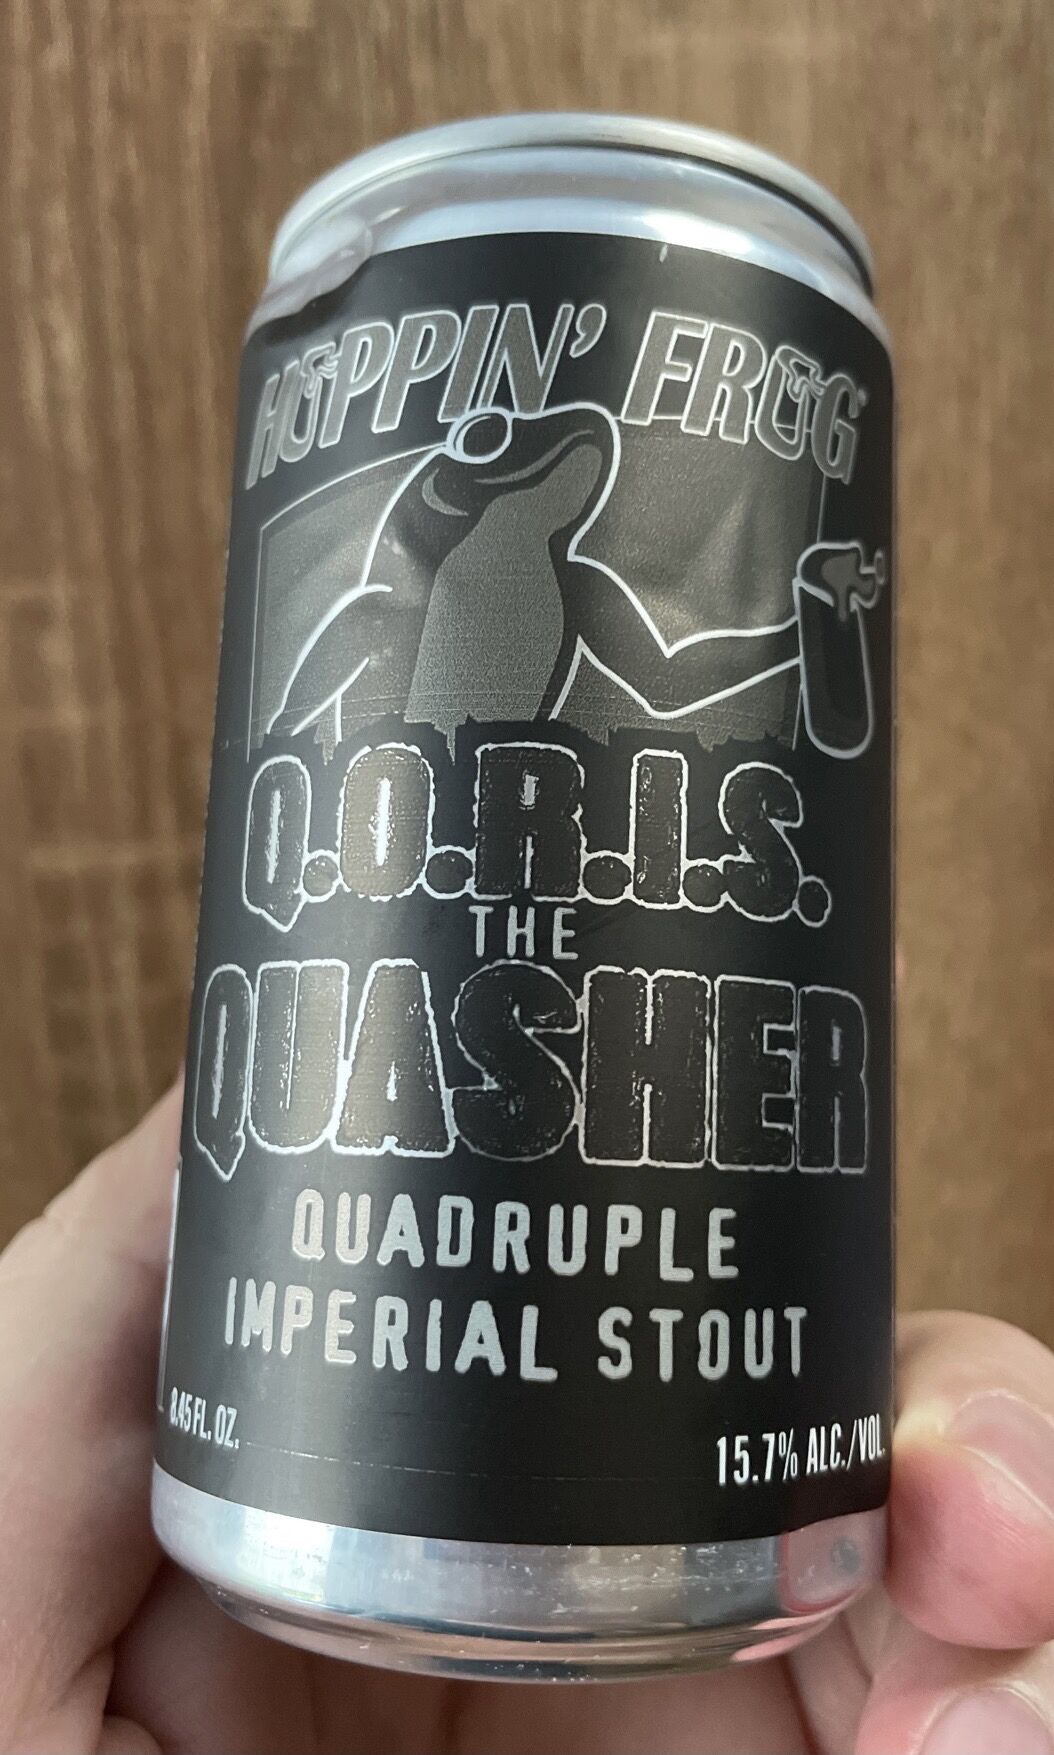 HOPPIN' FROG
Q.O.R.I.S.
THE
QUASHER
QUADRUPLE
IMPERIAL STOUT
8.45 FL. OZ.
15.7% ALC./VOL.